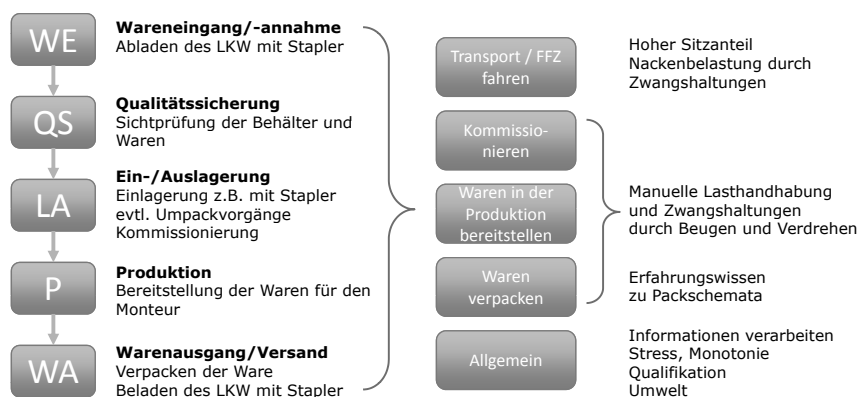 WE
Wareneingang/-annahme
Abladen des LKW mit Stapler
QS
Qualitätssicherung
Sichtprüfung der Behälter und
Waren
LA
Ein-/Auslagerung
Einlagerung z.B. mit Stapler
evtl. Umpackvorgänge
Kommissionierung
P
Produktion
Bereitstellung der Waren für den
Monteur
WA
Warenausgang/Versand
Verpacken der Ware
Beladen des LKW mit Stapler
Transport / FFZ
fahren
Kommissio-
nieren
Waren in der
Produktion
bereitstellen
Waren
verpacken
Allgemein
Hoher Sitzanteil
Nackenbelastung durch
Zwangshaltungen
Manuelle Lasthandhabung
und Zwangshaltungen
durch Beugen und Verdrehen
Erfahrungswissen
zu Packschemata
Informationen verarbeiten
Stress, Monotonie
Qualifikation
Umwelt